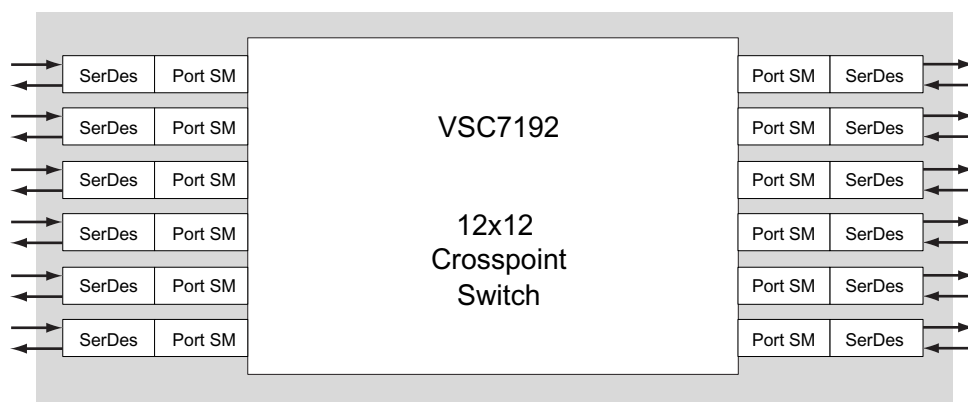 SerDes Port SM Port SM SerDes
SerDes Port SM VSC7192 Port SM SerDes
SerDes Port SM Port SM SerDes
SerDes Port SM 12x12 Port SM SerDes
Crosspoint
SerDes Port SM Switch Port SM SerDes
SerDes Port SM Port SM SerDes